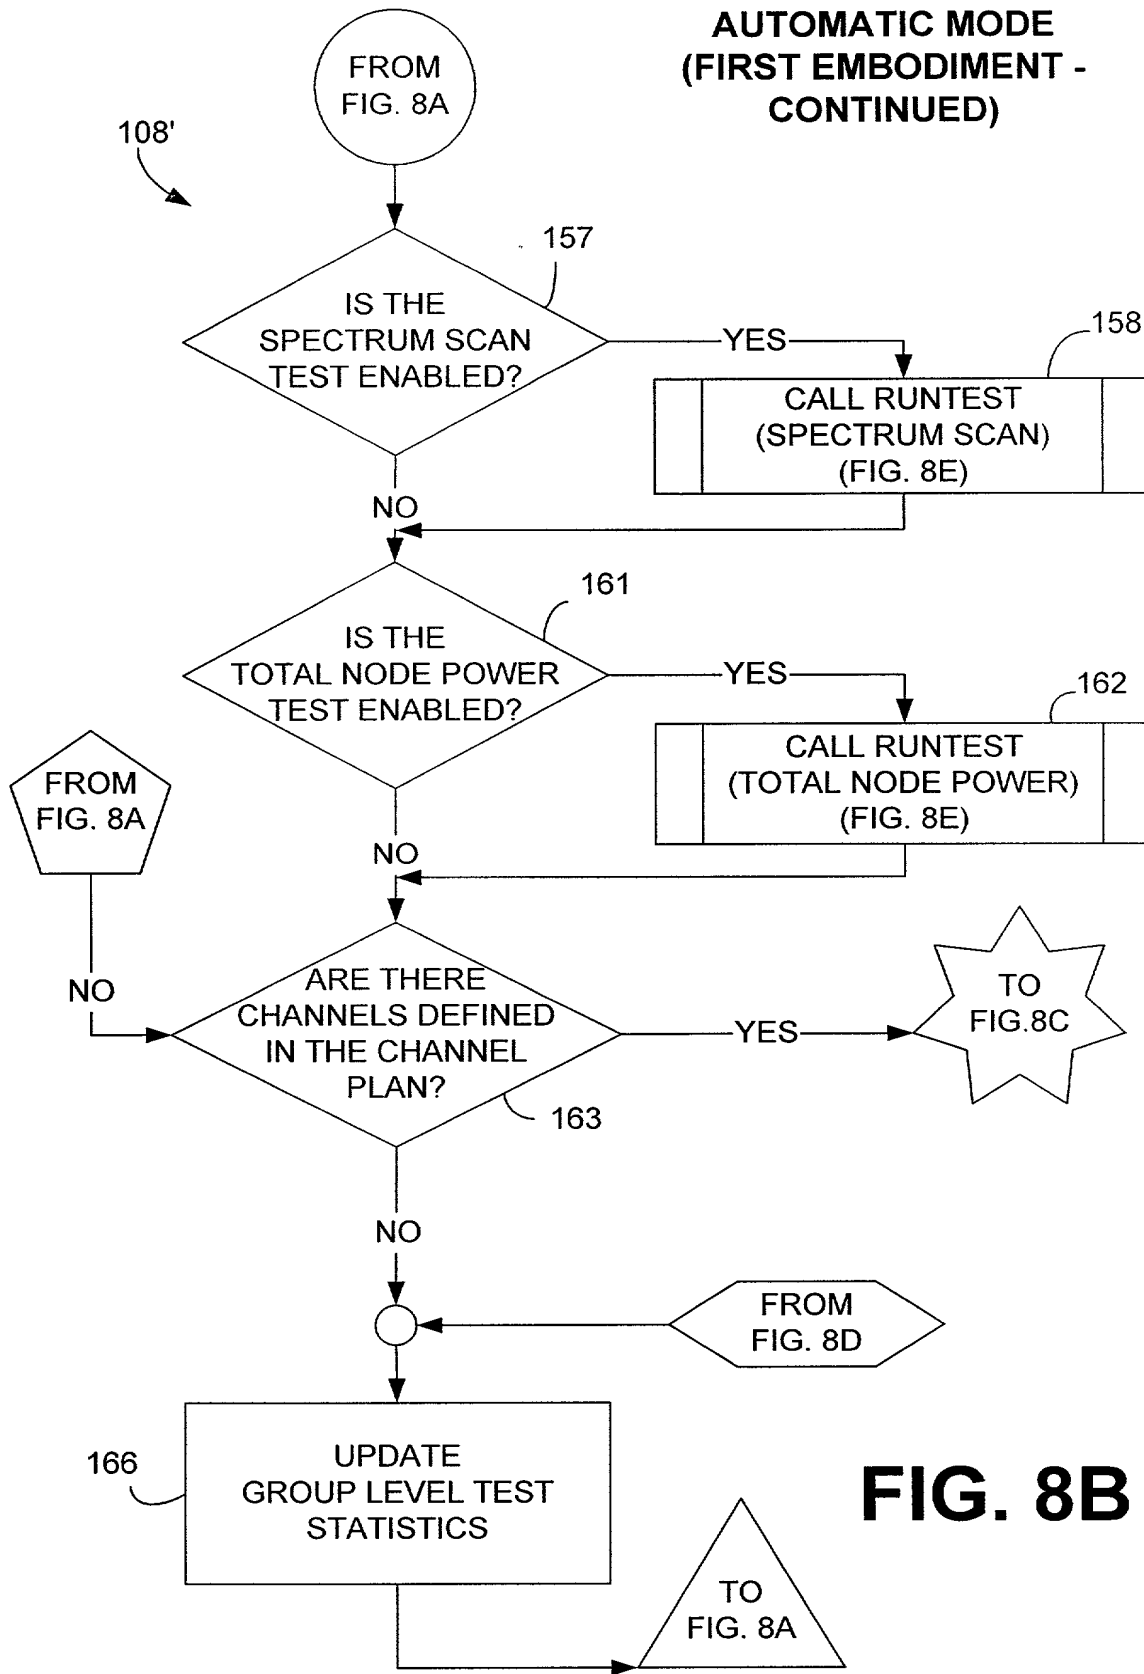 AUTOMATIC MODE
(FIRST EMBODIMENT -
CONTINUED)
FROM
FIG. 8A
108'
157
IS THE
SPECTRUM SCAN
TEST ENABLED?
YES
158
CALL RUNTEST
(SPECTRUM SCAN)
(FIG. 8E)
NO
161
IS THE
TOTAL NODE POWER
TEST ENABLED?
YES
162
CALL RUNTEST
(TOTAL NODE POWER)
(FIG. 8E)
FROM
FIG. 8A
NO
NO
ARE THERE
CHANNELS DEFINED
IN THE CHANNEL
PLAN?
YES
TO
FIG.8C
163
NO
FROM
FIG. 8D
166
UPDATE
GROUP LEVEL TEST
STATISTICS
FIG. 8B
TO
FIG. 8A